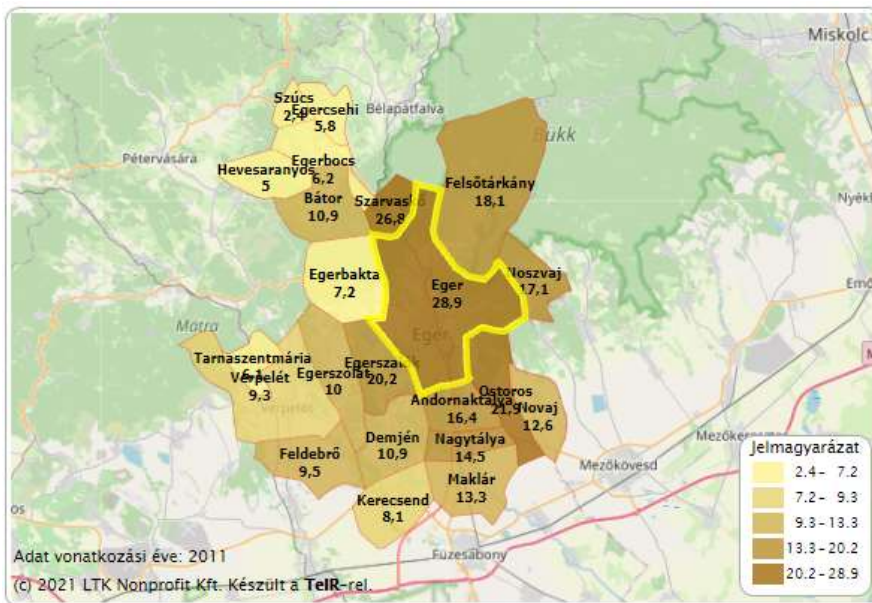 Miskolc
Szúcs
2,4
Egercsehi
5,8
Bélapátfalva
Pétervására
Bükk
Egerbocs
6,2
Hevesaranyos
5
Felsőtárkány
18,1
Bátor
10,9
Szarvaskő
26,8
Egerbakta
7,2
Eger
28,9
Noszvaj
17,1
Eger
Mátra
Tarnaszentmária
6,1
Verpelét
9,3
Verpelét
Egerszólát
10
Egerszalók
20,2
Andornaktálya
16,4
Ostoros
21,9
Novaj
12,6
Feldebrő
9,5
Demjén
10,9
Nagytálya
14,5
Maklár
13,3
Kerecsend
8,1
Mezőkövesd
Füzesabony
Jelmagyarázat
2.4 - 7.2
7.2 - 9.3
9.3 - 13.3
13.3 - 20.2
20.2 - 28.9
Adat vonatkozási éve: 2011
(c) 2021 LTK Nonprofit Kft. Készült a TeIR-rel.